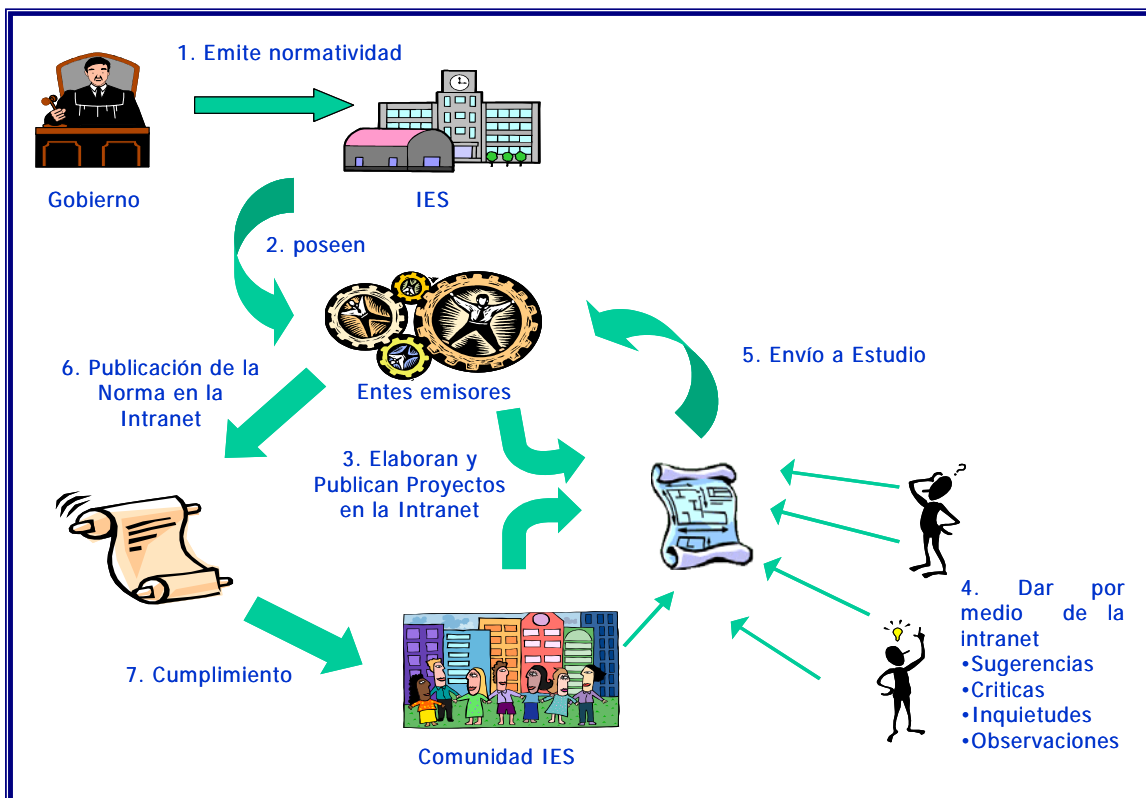 1. Emite normatividad
Gobierno
IES
2. poseen
Entes emisores
5. Envío a Estudio
6. Publicación de la
Norma en la
Intranet
3. Elaboran y
Publican Proyectos
en la Intranet
4. Dar por
medio de la
intranet
•Sugerencias
•Criticas
•Inquietudes
•Observaciones
7. Cumplimiento
Comunidad IES